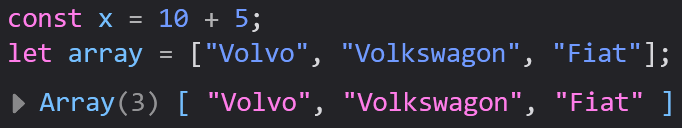 const x = 10 + 5;
let array = ["Volvo", "Volkswagon", "Fiat"];
Array(3) [ "Volvo", "Volkswagon", "Fiat" ]